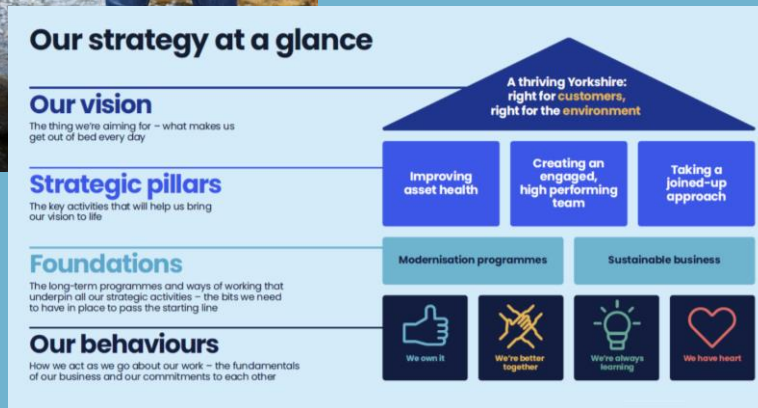 Our strategy at a glance
Our vision
The thing we're aiming for – what makes us
get out of bed every day
Strategic pillars
The key activities that will help us bring
our vision to life
Foundations
The long-term programmes and ways of working that
underpin all our strategic activities – the bits we need
to have in place to pass the starting line
Our behaviours
How we act as we go about our work – the fundamentals
of our business and our commitments to each other
A thriving Yorkshire:
right for customers,
right for the environment
Improving
asset health
Creating an
engaged,
high performing
team
Taking a
joined-up
approach
Modernisation programmes
Sustainable business
We own it
We're better
together
We're always
learning
We have heart